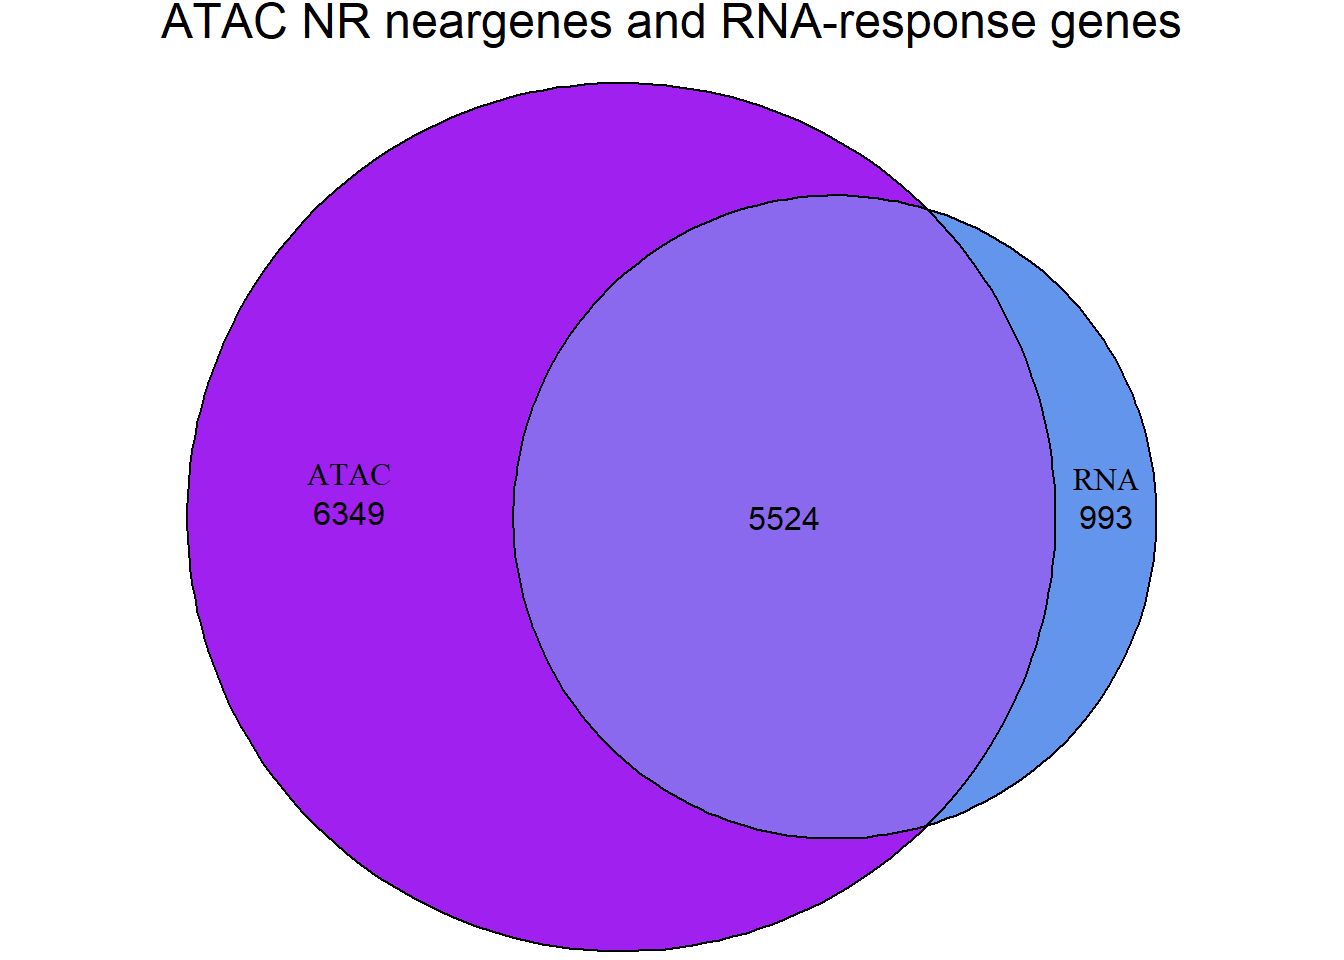 ATAC NR neargenes and RNA-response genes
ATAC
6349
5524
RNA
993